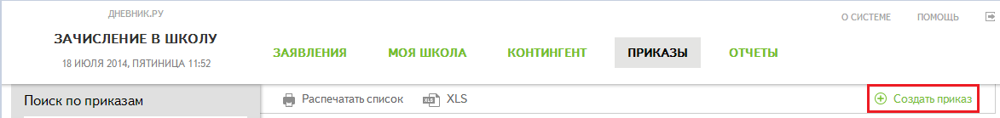 ДНЕВНИК.РУ
О СИСТЕМЕ ПОМОЩЬ
ЗАЧИСЛЕНИЕ В ШКОЛУ
ЗАЯВЛЕНИЯ МОЯ ШКОЛА КОНТИНГЕНТ ПРИКАЗЫ ОТЧЕТЫ
18 ИЮЛЯ 2014, ПЯТНИЦА 11:52
Поиск по приказам
Распечатать список XLS XLS Создать приказ